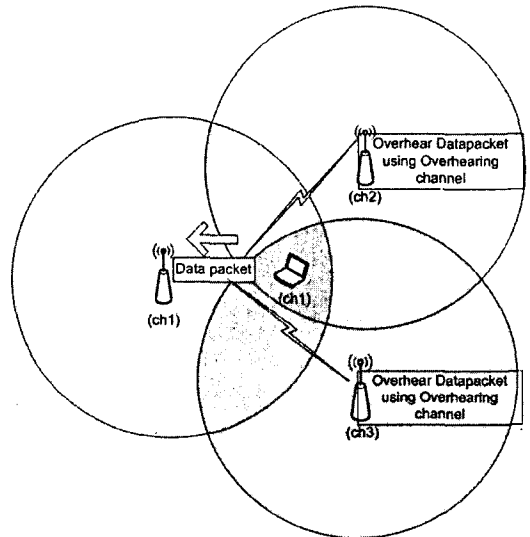 Overhear Datapacket
using Overhearing
channel
(ch2)
Data packet
(ch1)
(ch1)
Overhear Datapacket
using Overhearing
channel
(ch3)